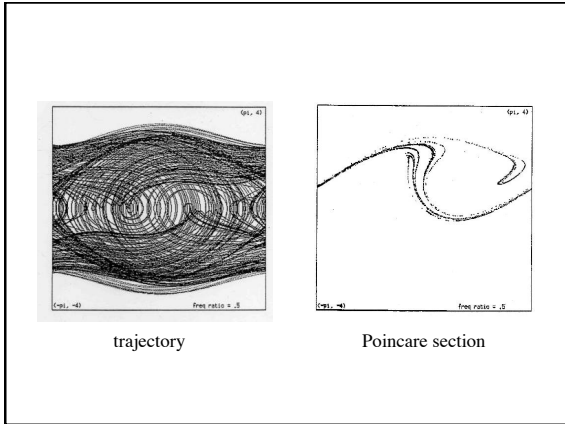 (pi, 4)
(-pi, -4)
freq ratio = .5
trajectory
(pi, 4)
(-pi, -4)
freq ratio = .5
Poincare section